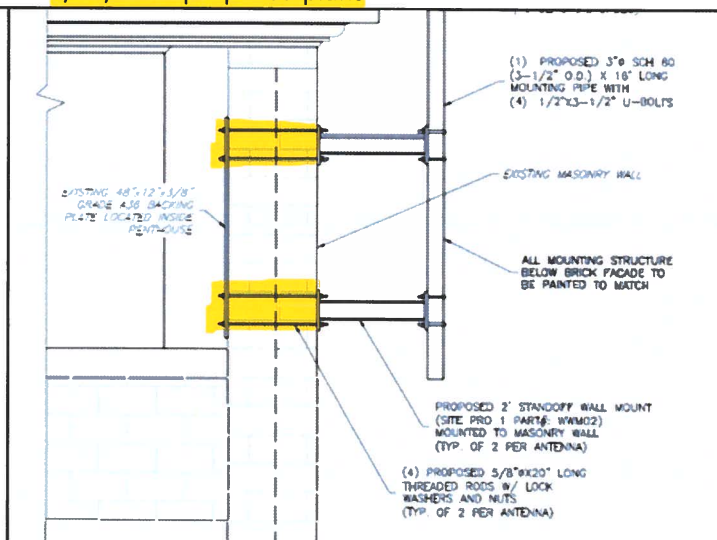 (1) PROPOSED 3"Ø SCH 80
(3-1/2" O.D.) X 16" LONG
MOUNTING PIPE WITH
(4) 1/2"X3-1/2" U-BOLTS
EXISTING MASONRY WALL
EXISTING 48"x12"x3/8"
GRADE A36 BACKING
PLATE LOCATED INSIDE
PENTHOUSE
ALL MOUNTING STRUCTURE
BELOW BRICK FACADE TO
BE PAINTED TO MATCH
PROPOSED 2' STANDOFF WALL MOUNT
(SITE PRO 1 PART#: WWM02)
MOUNTED TO MASONRY WALL
(TYP. OF 2 PER ANTENNA)
(4) PROPOSED 5/8"ØX20" LONG
THREADED RODS W/ LOCK
WASHERS AND NUTS
(TYP. OF 2 PER ANTENNA)